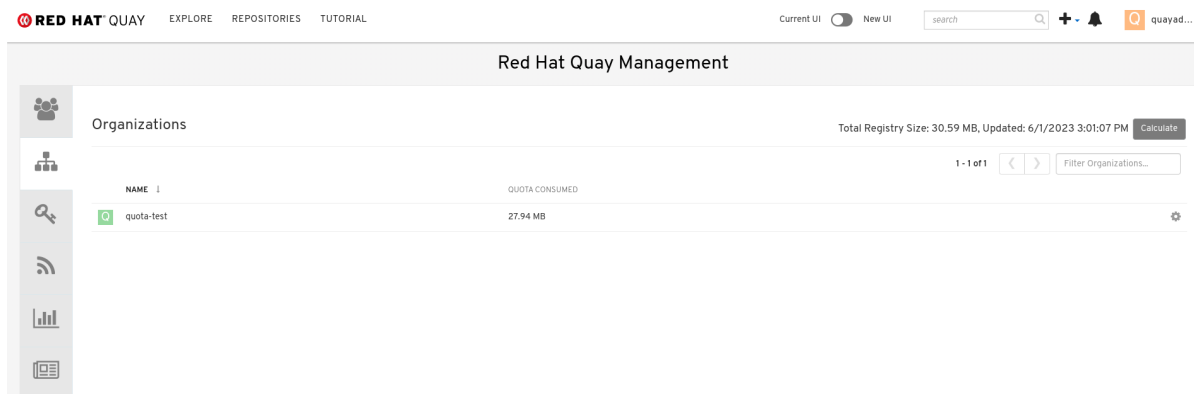 RED HAT® QUAY EXPLORE REPOSITORIES TUTORIAL Current UI New UI search quayad...
Red Hat Quay Management
Organizations Total Registry Size: 30.59 MB, Updated: 6/1/2023 3:01:07 PM Calculate
1 - 1 of 1 Filter Organizations...
NAME ↓ QUOTA CONSUMED
Q quota-test 27.94 MB